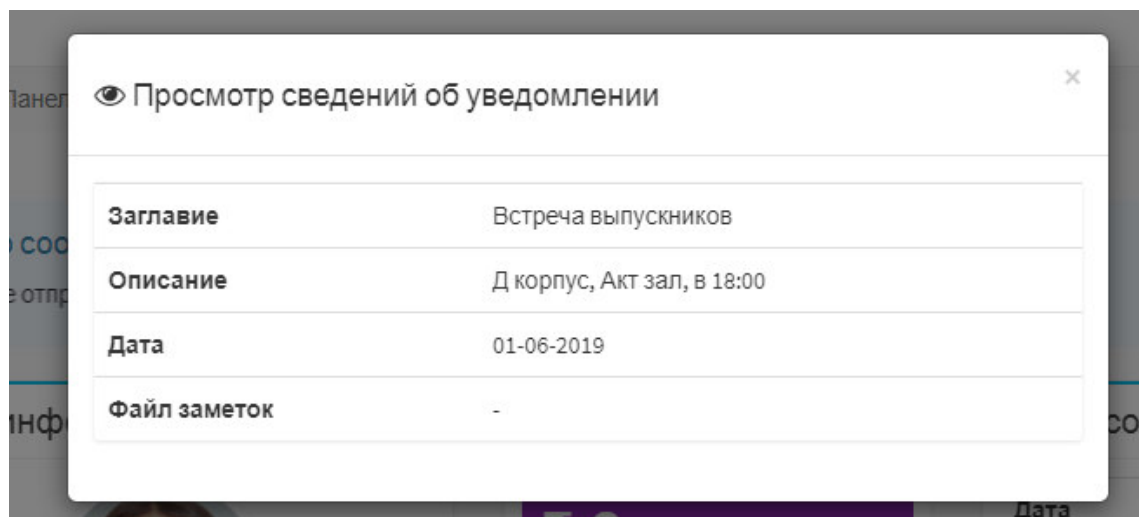 Просмотр сведений об уведомлении
×
Заглавие Встреча выпускников
Описание Д корпус, Акт зал, в 18:00
Дата 01-06-2019
Файл заметок -
Дата